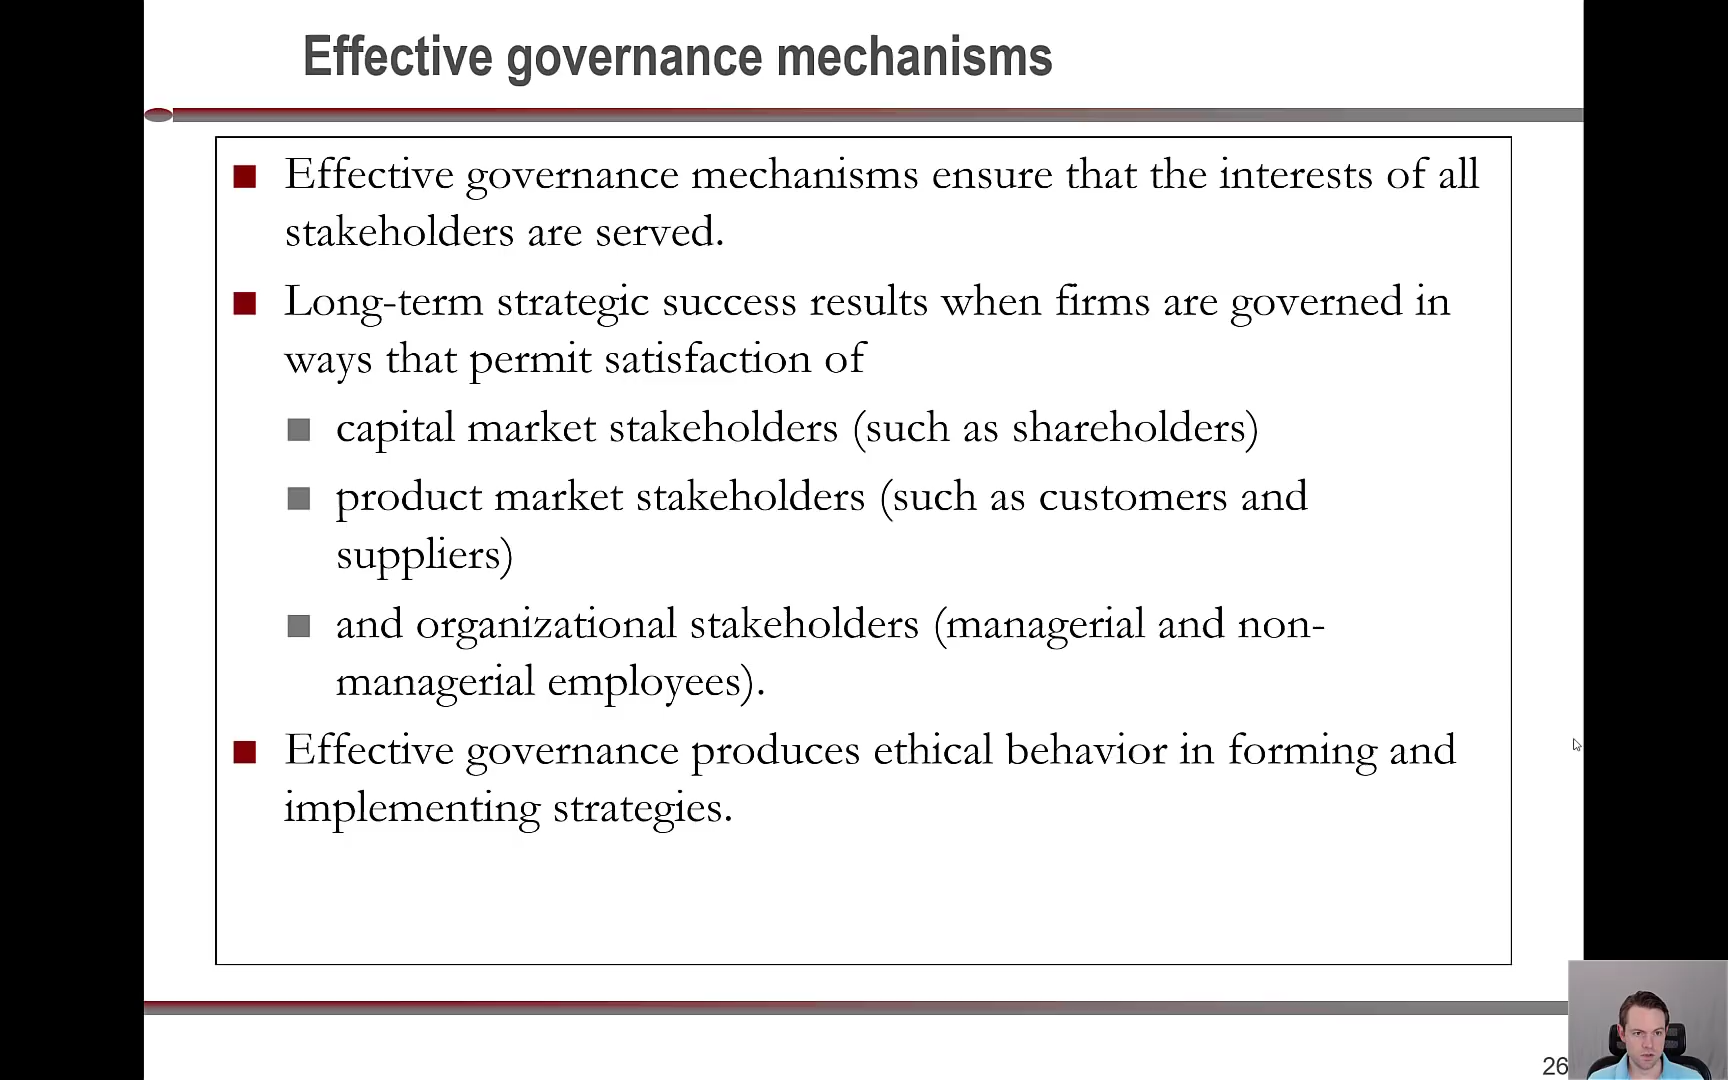 Effective governance mechanisms
Effective governance mechanisms ensure that the interests of all
stakeholders are served.
Long-term strategic success results when firms are governed in
ways that permit satisfaction of
capital market stakeholders (such as shareholders)
product market stakeholders (such as customers and
suppliers)
and organizational stakeholders (managerial and non-
managerial employees).
Effective governance produces ethical behavior in forming and
implementing strategies.
26